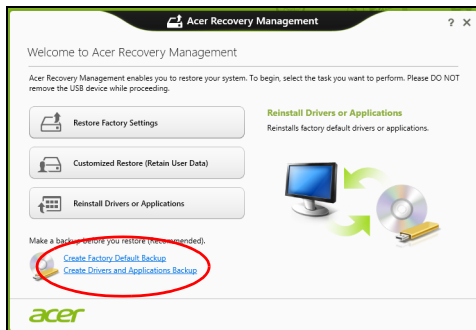 Acer Recovery Management
? X
Welcome to Acer Recovery Management
Acer Recovery Management enables you to restore your system. To begin, select the task you want to perform. Please DO NOT
remove the USB device while proceeding.
Restore Factory Settings
Customized Restore (Retain User Data)
Reinstall Drivers or Applications
Reinstall Drivers or Applications
Reinstalls factory default drivers or applications.
Make a backup before you restore (Recommended).
Create Factory Default Backup
Create Drivers and Applications Backup
acer